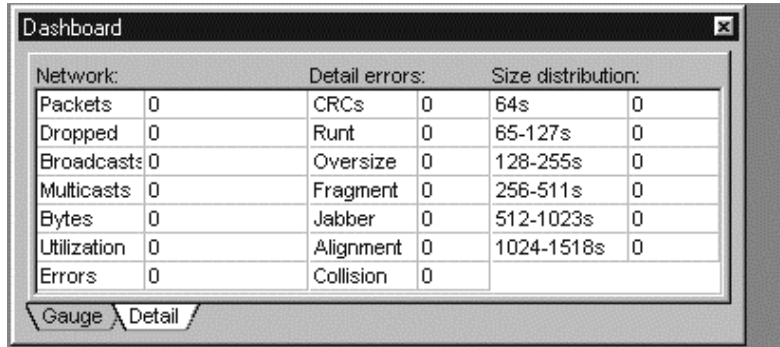 Dashboard
Network: Detail errors: Size distribution:
Packets 0 CRCs 0 64s 0
Dropped 0 Runt 0 65-127s 0
Broadcasts 0 Oversize 0 128-255s 0
Multicasts 0 Fragment 0 256-511s 0
Bytes 0 Jabber 0 512-1023s 0
Utilization 0 Alignment 0 1024-1518s 0
Errors 0 Collision 0
Gauge Detail